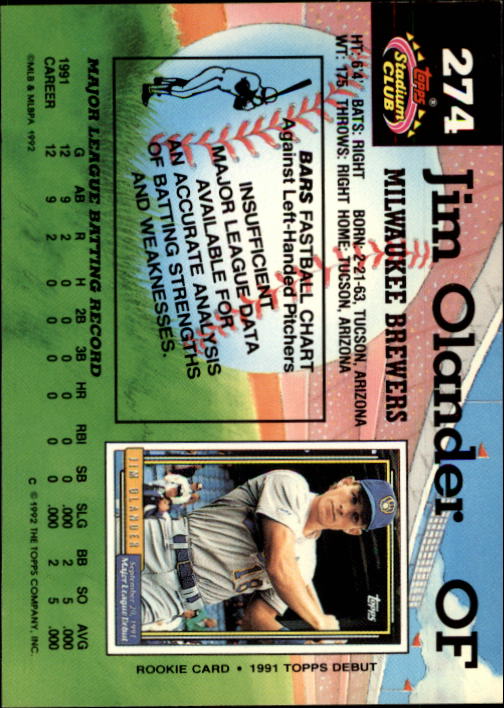 274
Topps®
Stadium
CLUB
Jim Olander OF
MILWAUKEE BREWERS
HT: 6'4" BATS: RIGHT BORN: 2-21-63, TUCSON, ARIZONA
WT: 175 THROWS: RIGHT HOME: TUCSON, ARIZONA
BARS FASTBALL CHART
Against Left-Handed Pitchers
INSUFFICIENT
MAJOR LEAGUE DATA
AVAILABLE FOR
AN ACCURATE ANALYSIS
OF BATTING STRENGTHS
AND WEAKNESSES.
Topps
18
JIM OLANDER
September 20, 1991
Major League Debut
ROOKIE CARD • 1991 TOPPS DEBUT
MAJOR LEAGUE BATTING RECORD
G AB R H 2B 3B HR RBI SB SLG BB SO AVG
1991 12 9 2 0 0 0 0 0 0 .000 2 5 .000
CAREER 12 9 2 0 0 0 0 0 0 .000 2 5 .000
©MLB & MLBPA 1992
C © 1992 THE TOPPS COMPANY, INC.